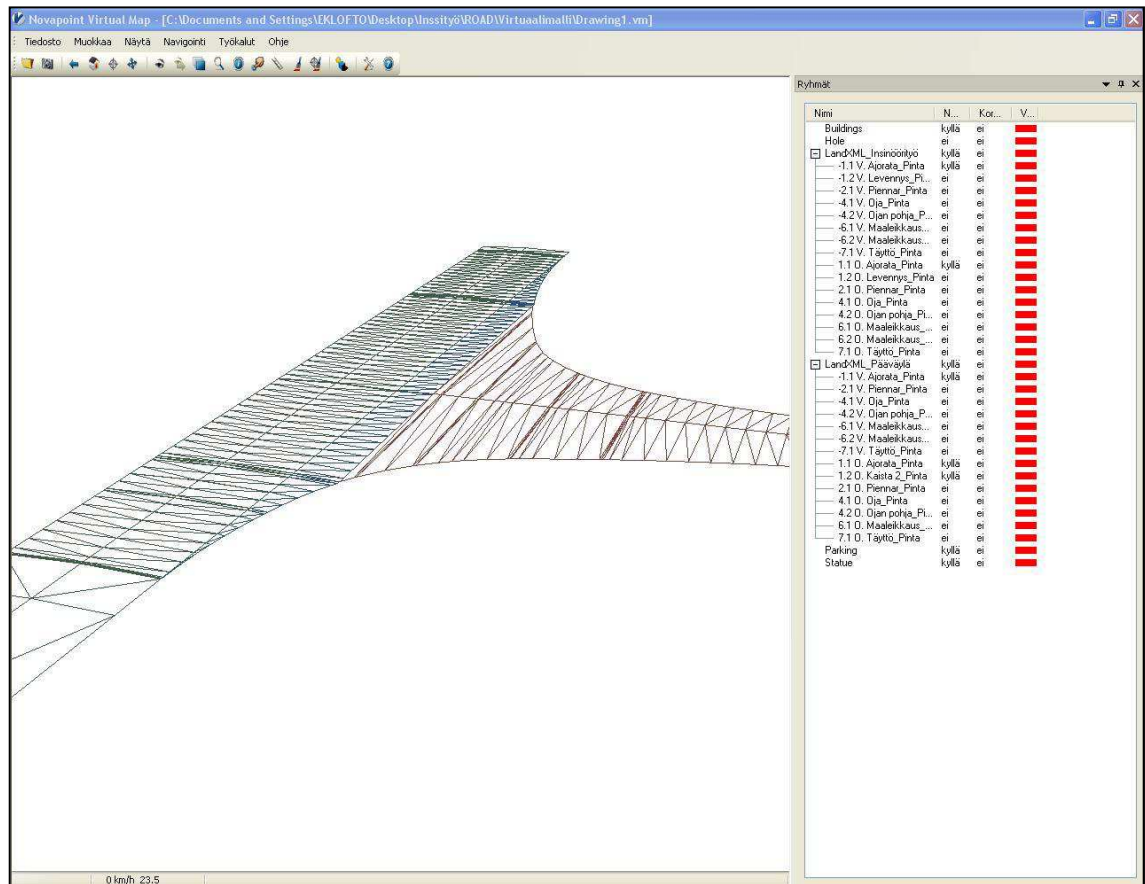 Novapoint Virtual Map - [C:\Documents and Settings\EKLOFTO\Desktop\Inssityö\ROAD\Virtuaalimalli\Drawing1.vm]
Tiedosto Muokkaa Näytä Navigointi Työkalut Ohje
Ryhmät
Nimi N... Kor... V...
Buildings kyllä ei
Hole ei ei
LandXML_Insinöörityö kyllä ei
-1.1 V. Ajorata_Pinta kyllä ei
-1.2 V. Levennys_Pi... ei ei
-2.1 V. Piennar_Pinta ei ei
-4.1 V. Oja_Pinta ei ei
-4.2 V. Ojan pohja_P... ei ei
-6.1 V. Maaleikkaus... ei ei
-6.2 V. Maaleikkaus... ei ei
-7.1 V. Täyttö_Pinta ei ei
1.1 O. Ajorata_Pinta kyllä ei
1.2 O. Levennys_Pinta ei ei
2.1 O. Piennar_Pinta ei ei
4.1 O. Oja_Pinta ei ei
4.2 O. Ojan pohja_Pi... ei ei
6.1 O. Maaleikkaus_... ei ei
6.2 O. Maaleikkaus_... ei ei
7.1 O. Täyttö_Pinta ei ei
LandXML_Pääväylä kyllä ei
-1.1 V. Ajorata_Pinta kyllä ei
-2.1 V. Piennar_Pinta ei ei
-4.1 V. Oja_Pinta ei ei
-4.2 V. Ojan pohja_P... ei ei
-6.1 V. Maaleikkaus... ei ei
-6.2 V. Maaleikkaus... ei ei
-7.1 V. Täyttö_Pinta ei ei
1.1 O. Ajorata_Pinta kyllä ei
1.2 O. Kaista 2_Pinta kyllä ei
2.1 O. Piennar_Pinta ei ei
4.1 O. Oja_Pinta ei ei
4.2 O. Ojan pohja_Pi... ei ei
6.1 O. Maaleikkaus_... ei ei
7.1 O. Täyttö_Pinta ei ei
Parking kyllä ei
Statue kyllä ei
0 km/h 23.5